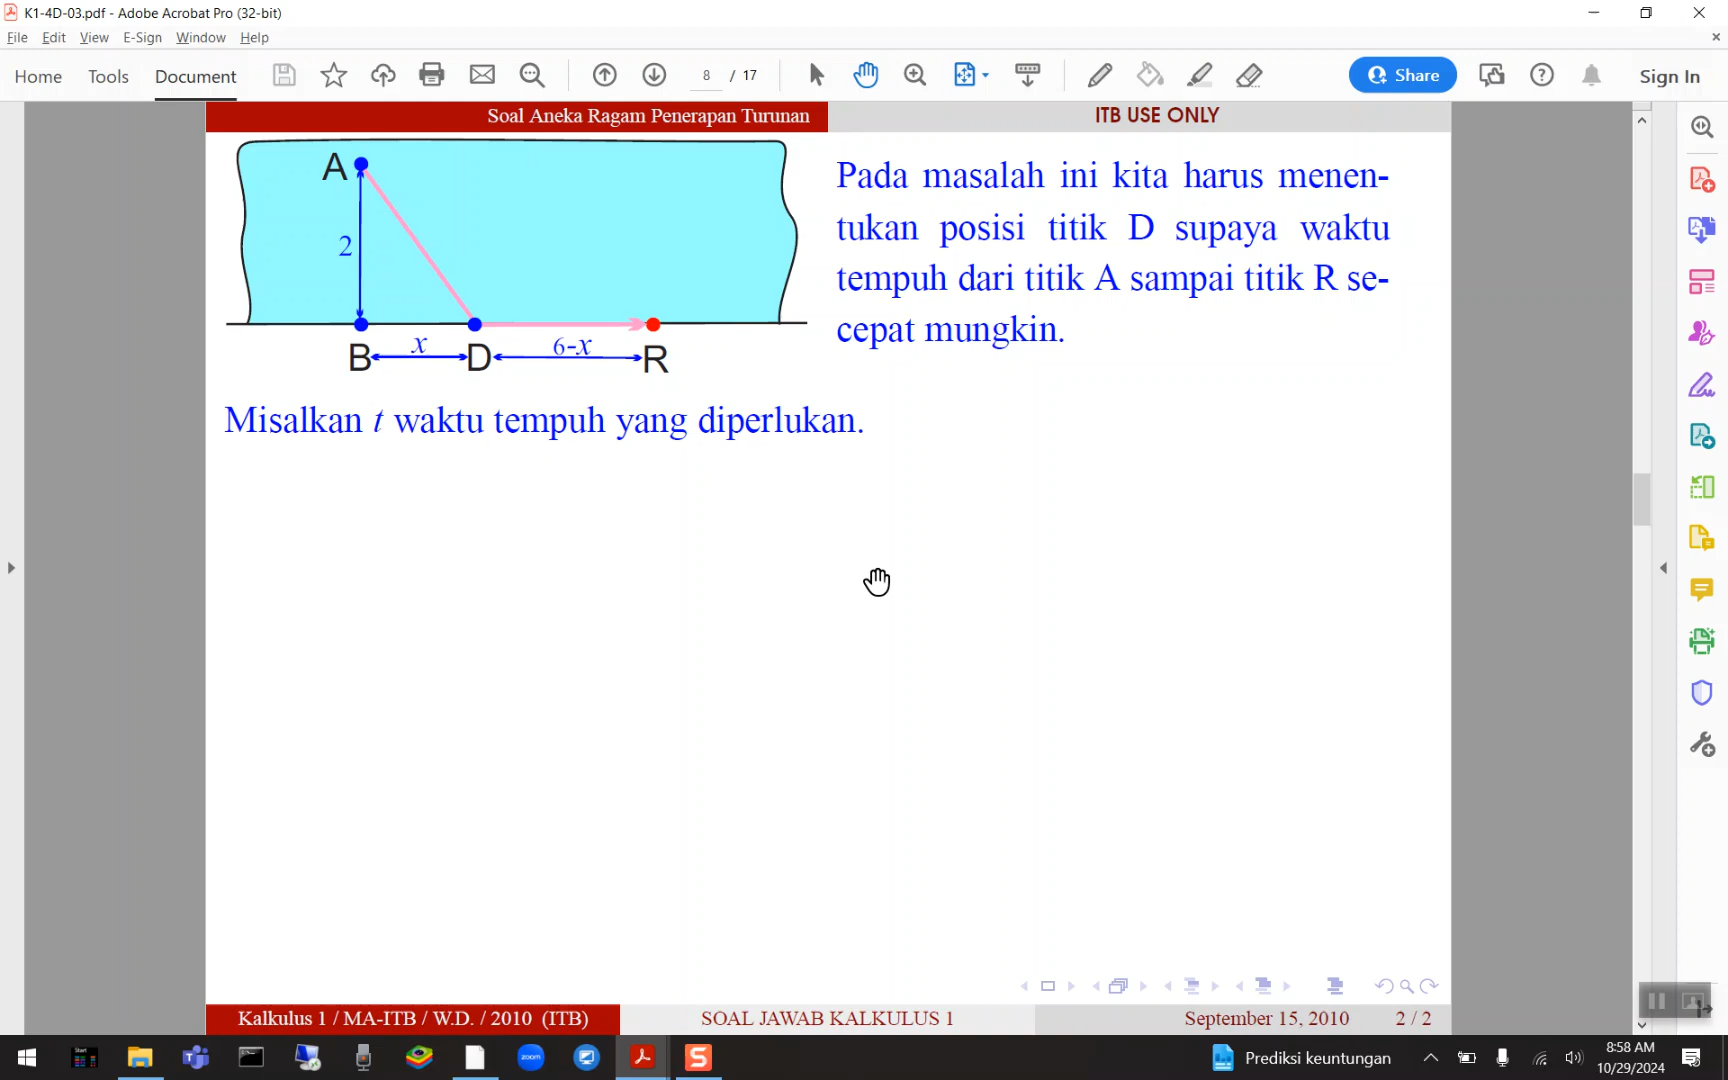 K1-4D-03.pdf - Adobe Acrobat Pro (32-bit)
File Edit View E-Sign Window Help
Home Tools Document 8 / 17 Share Sign In
Soal Aneka Ragam Penerapan Turunan ITB USE ONLY
A
2
B x D 6-x R
Pada masalah ini kita harus menen-
tukan posisi titik D supaya waktu
tempuh dari titik A sampai titik R se-
cepat mungkin.
Misalkan t waktu tempuh yang diperlukan.
Kalkulus 1 / MA-ITB / W.D. / 2010 (ITB) SOAL JAWAB KALKULUS 1 September 15, 2010 2 / 2
Start zoom S Prediksi keuntungan 8:58 AM
10/29/2024